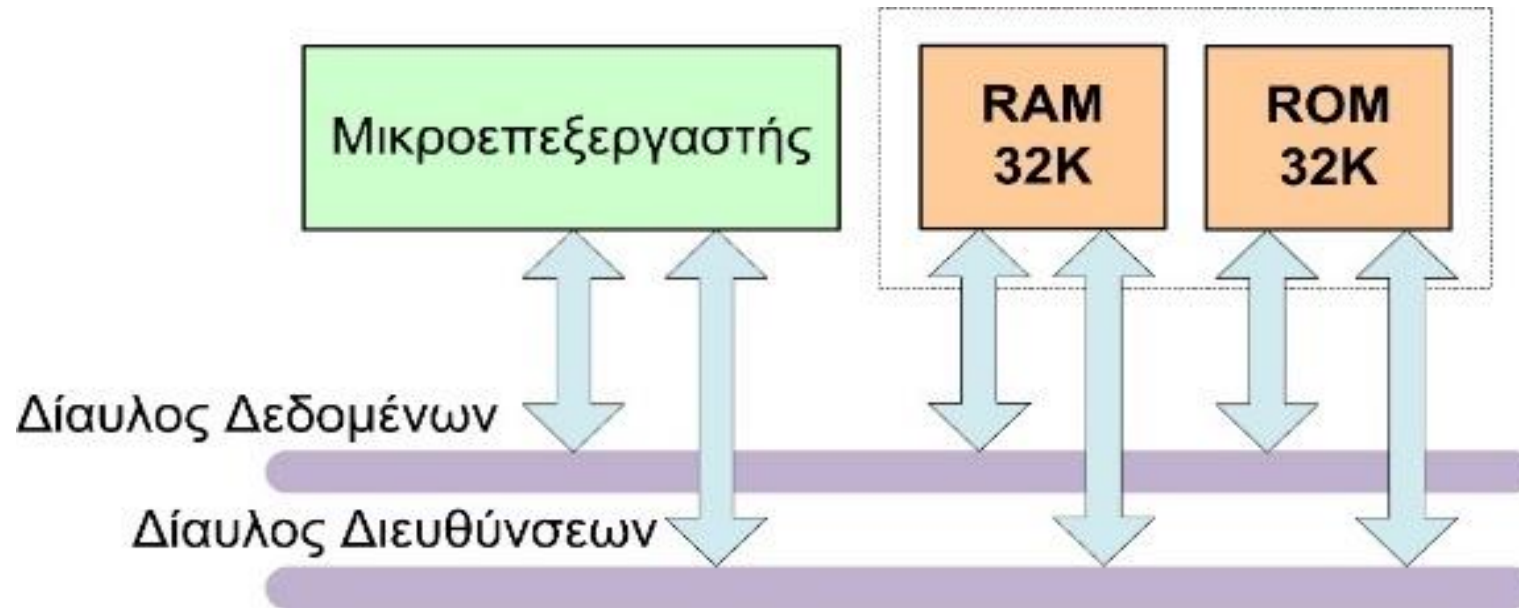 Μικροεπεξεργαστής
RAM
32K
ROM
32K
Δίαυλος Δεδομένων
Δίαυλος Διευθύνσεων